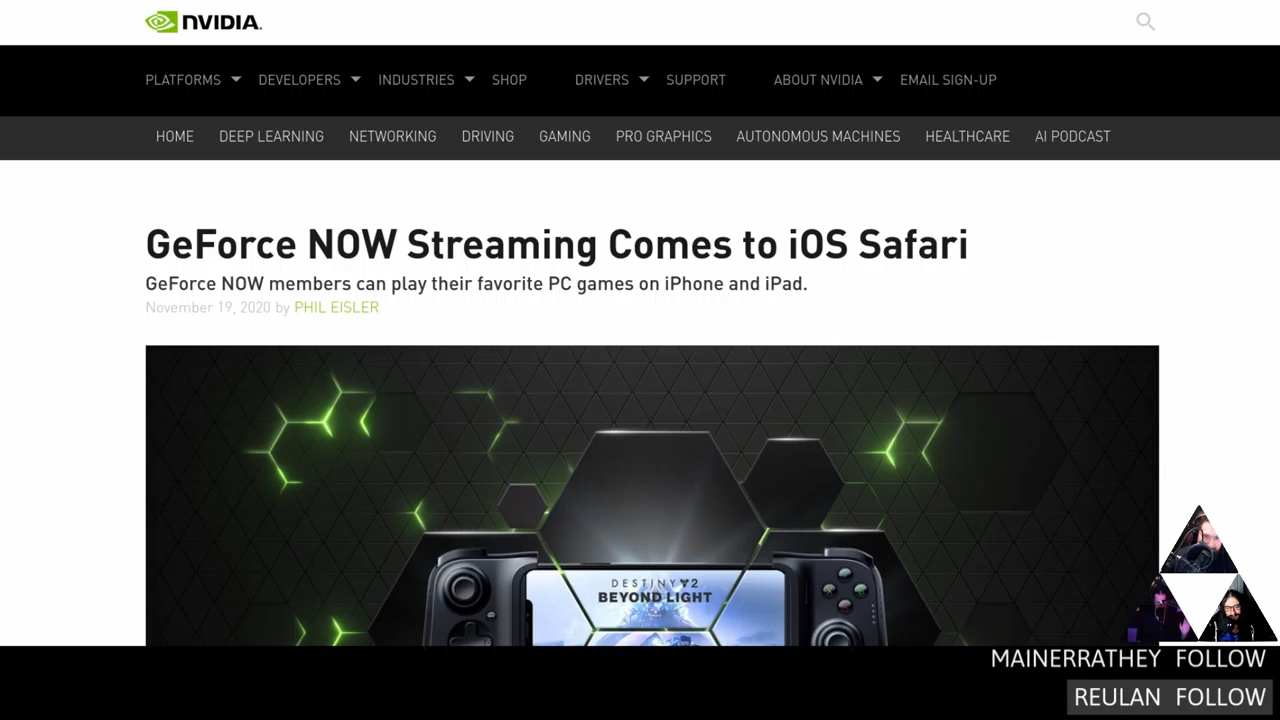 NVIDIA.
PLATFORMS DEVELOPERS INDUSTRIES SHOP DRIVERS SUPPORT ABOUT NVIDIA EMAIL SIGN-UP
HOME DEEP LEARNING NETWORKING DRIVING GAMING PRO GRAPHICS AUTONOMOUS MACHINES HEALTHCARE AI PODCAST
GeForce NOW Streaming Comes to iOS Safari
GeForce NOW members can play their favorite PC games on iPhone and iPad.
November 19, 2020 by PHIL EISLER
DESTINY 2
BEYOND LIGHT
MAINERRATHEY FOLLOW
REULAN FOLLOW